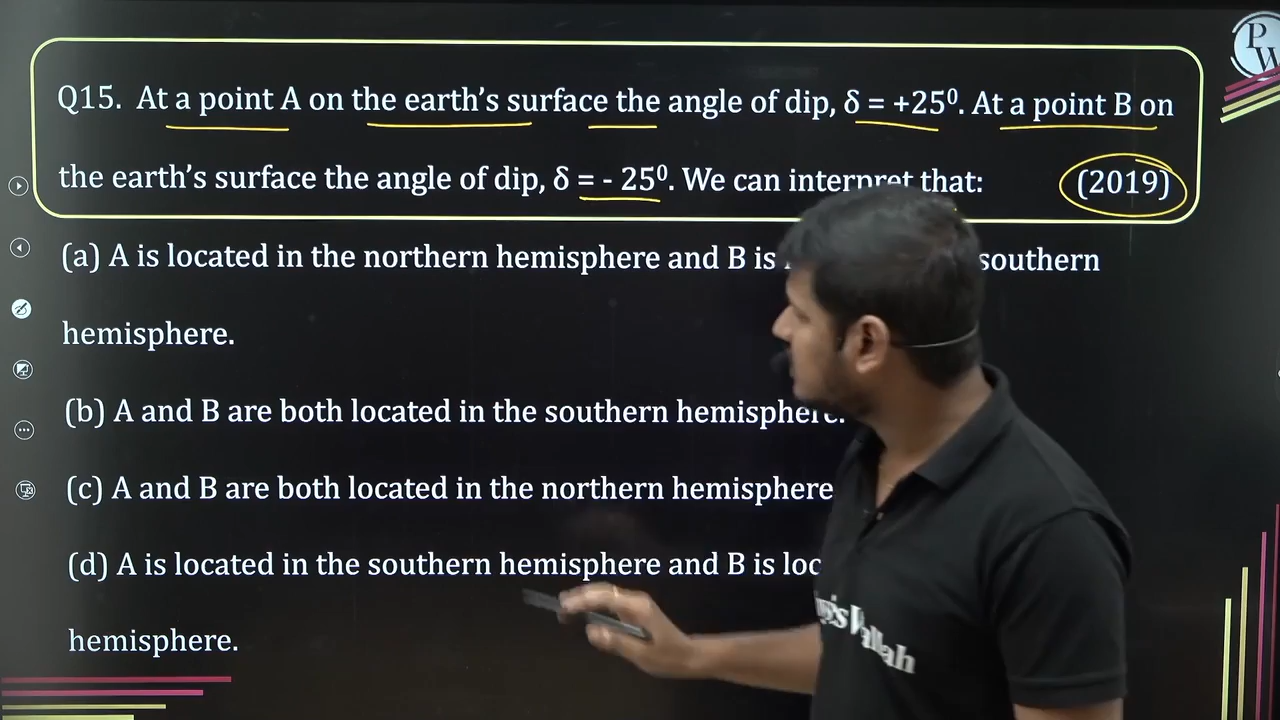 Q15. At a point A on the earth's surface the angle of dip, δ = +25⁰. At a point B on
the earth's surface the angle of dip, δ = - 25⁰. We can interpret that: (2019)
(a) A is located in the northern hemisphere and B is southern
hemisphere.
(b) A and B are both located in the southern hemisphere.
(c) A and B are both located in the northern hemisphere
(d) A is located in the southern hemisphere and B is loc
hemisphere.
P
W
Wallah